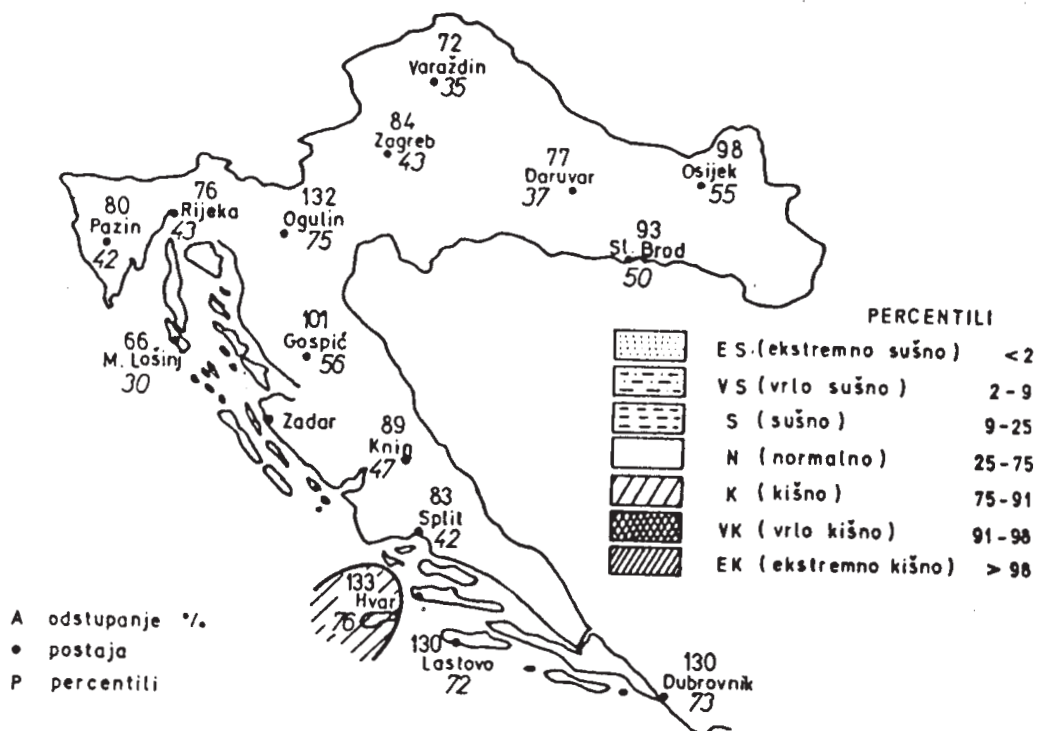 72
Varaždin
35
84
Zagreb
43
77
Daruvar
37
98
Osijek
55
80
Pazin
42
76
Rijeka
43
132
Ogulin
75
93
Sl. Brod
50
66
M. Lošinj
30
101
Gospić
56
Zadar
89
Knin
47
83
Split
42
133
Hvar
76
130
Lastovo
72
130
Dubrovnik
73
PERCENTILI
ES (ekstremno sušno) <2
VS (vrlo sušno) 2-9
S (sušno) 9-25
N (normalno) 25-75
K (kišno) 75-91
VK (vrlo kišno) 91-98
EK (ekstremno kišno) >98
A odstupanje %
• postaja
P percentili